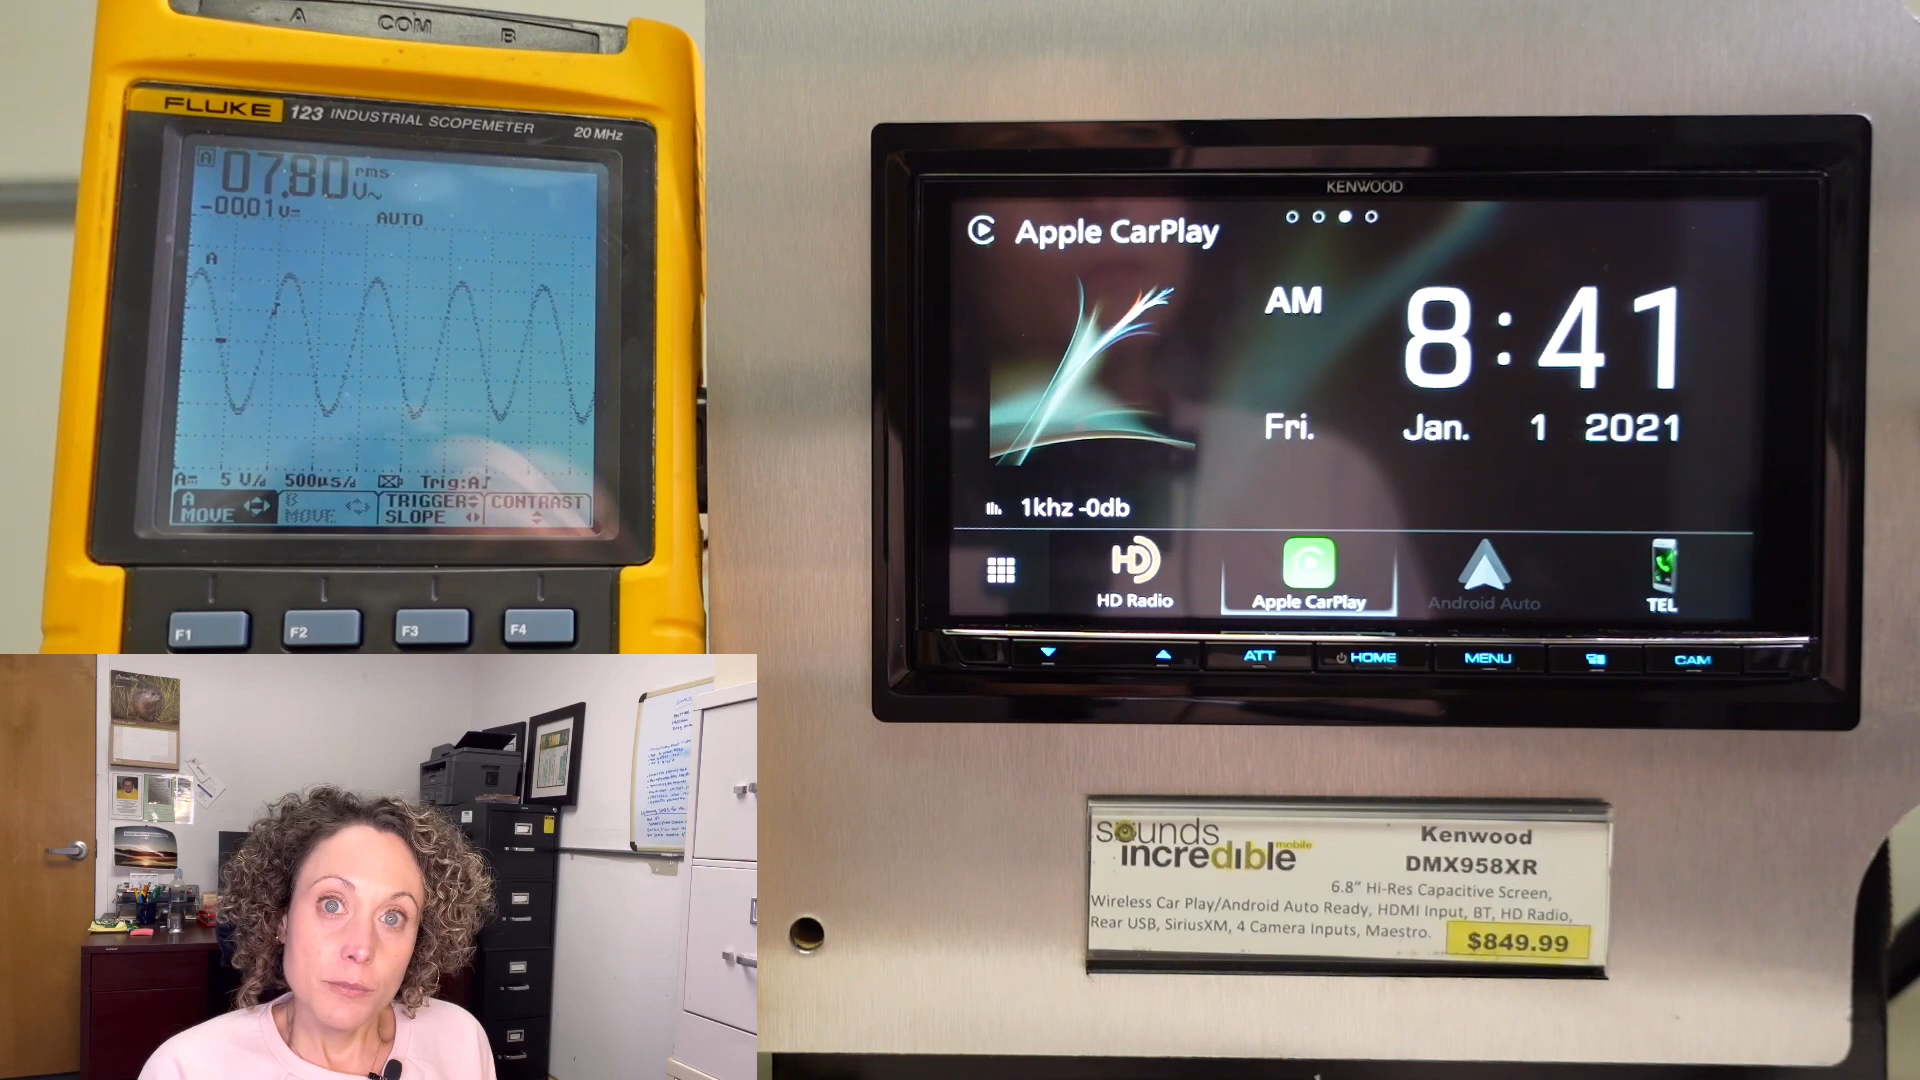 A COM B
FLUKE 123 INDUSTRIAL SCOPEMETER
20 MHz
A 07.80 rms V~
-00.01 V
AUTO
A
A 5 V/d 500µs/d Trig:A
A MOVE
B MOVE
TRIGGER SLOPE
CONTRAST
F1 F2 F3 F4
KENWOOD
Apple CarPlay
AM 8:41
Fri. Jan. 1 2021
1khz -0db
HD Radio
Apple CarPlay
Android Auto
TEL
ATT HOME MENU CAM
sounds incredible mobile
Kenwood
DMX958XR
6.8" Hi-Res Capacitive Screen,
Wireless Car Play/Android Auto Ready, HDMI Input, BT, HD Radio,
Rear USB, SiriusXM, 4 Camera Inputs, Maestro.
$849.99